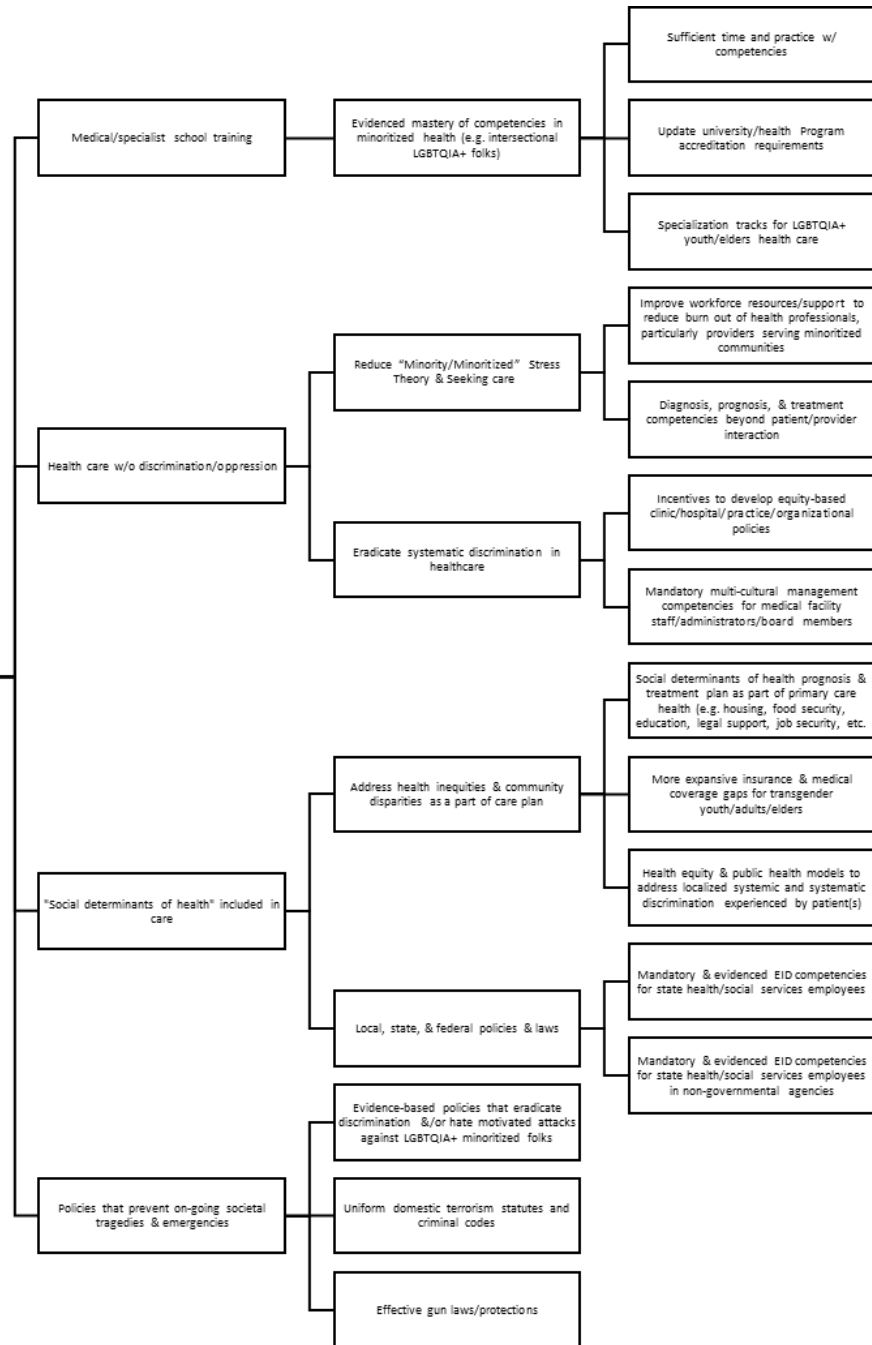 Sufficient time and practice w/
competencies
Medical/specialist school training
Evidenced mastery of competencies in
minoritized health (e.g. intersectional
LGBTQIA+ folks)
Update university/health Program
accreditation requirements
Specialization tracks for LGBTQIA+
youth/elders health care
Improve workforce resources/support to
reduce burn out of health professionals,
particularly providers serving minoritized
communities
Reduce “Minority/Minoritized” Stress
Theory & Seeking care
Diagnosis, prognosis, & treatment
competencies beyond patient/provider
interaction
Health care w/o discrimination/oppression
Incentives to develop equity-based
clinic/hospital/practice/organizational
policies
Eradicate systematic discrimination in
healthcare
Mandatory multi-cultural management
competencies for medical facility
staff/administrators/board members
Social determinants of health prognosis &
treatment plan as part of primary care
health (e.g. housing, food security,
education, legal support, job security, etc.
Address health inequities & community
disparities as a part of care plan
More expansive insurance & medical
coverage gaps for transgender
youth/adults/elders
Health equity & public health models to
address localized systemic and systematic
discrimination experienced by patient(s)
"Social determinants of health" included in
care
Mandatory & evidenced EID competencies
for state health/social services employees
Local, state, & federal policies & laws
Mandatory & evidenced EID competencies
for state health/social services employees
in non-governmental agencies
Evidence-based policies that eradicate
discrimination &/or hate motivated attacks
against LGBTQIA+ minoritized folks
Policies that prevent on-going societal
tragedies & emergencies
Uniform domestic terrorism statutes and
criminal codes
Effective gun laws/protections